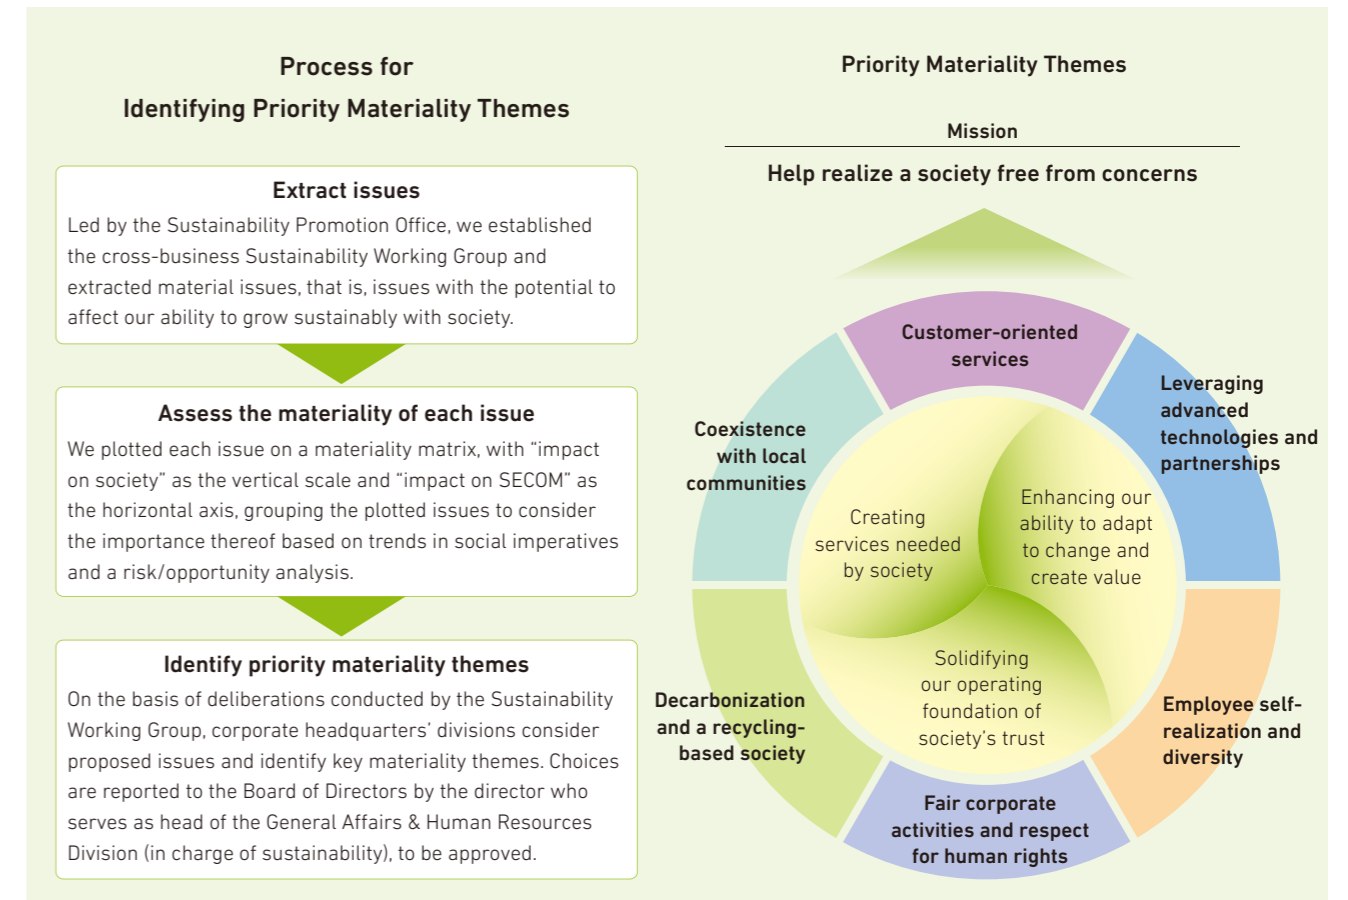 Process for
Identifying Priority Materiality Themes
Extract issues
Led by the Sustainability Promotion Office, we established
the cross-business Sustainability Working Group and
extracted material issues, that is, issues with the potential to
affect our ability to grow sustainably with society.
Assess the materiality of each issue
We plotted each issue on a materiality matrix, with “impact
on society” as the vertical scale and “impact on SECOM” as
the horizontal axis, grouping the plotted issues to consider
the importance thereof based on trends in social imperatives
and a risk/opportunity analysis.
Identify priority materiality themes
On the basis of deliberations conducted by the Sustainability
Working Group, corporate headquarters’ divisions consider
proposed issues and identify key materiality themes. Choices
are reported to the Board of Directors by the director who
serves as head of the General Affairs & Human Resources
Division (in charge of sustainability), to be approved.
Priority Materiality Themes
Mission
Help realize a society free from concerns
Customer-oriented
services
Leveraging
advanced
technologies and
partnerships
Coexistence
with local
communities
Creating
services needed
by society
Enhancing our
ability to adapt
to change and
create value
Solidifying
our operating
foundation of
society’s trust
Decarbonization
and a recycling-
based society
Employee self-
realization and
diversity
Fair corporate
activities and respect
for human rights